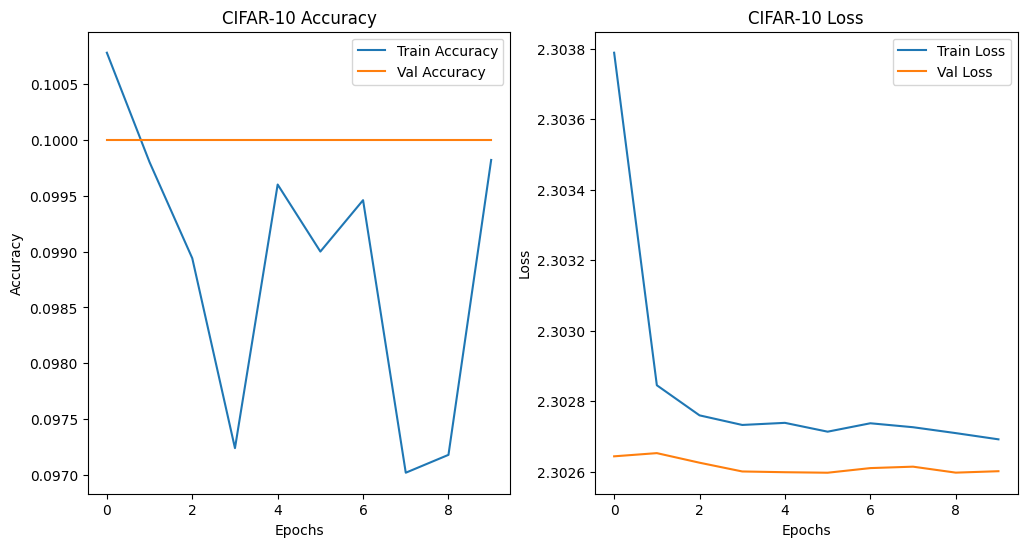 CIFAR-10 Accuracy
Train Accuracy
Val Accuracy
0.1005
0.1000
0.0995
0.0990
0.0985
0.0980
0.0975
0.0970
Accuracy
0 2 4 6 8
Epochs
CIFAR-10 Loss
Train Loss
Val Loss
2.3038
2.3036
2.3034
2.3032
2.3030
2.3028
2.3026
Loss
0 2 4 6 8
Epochs